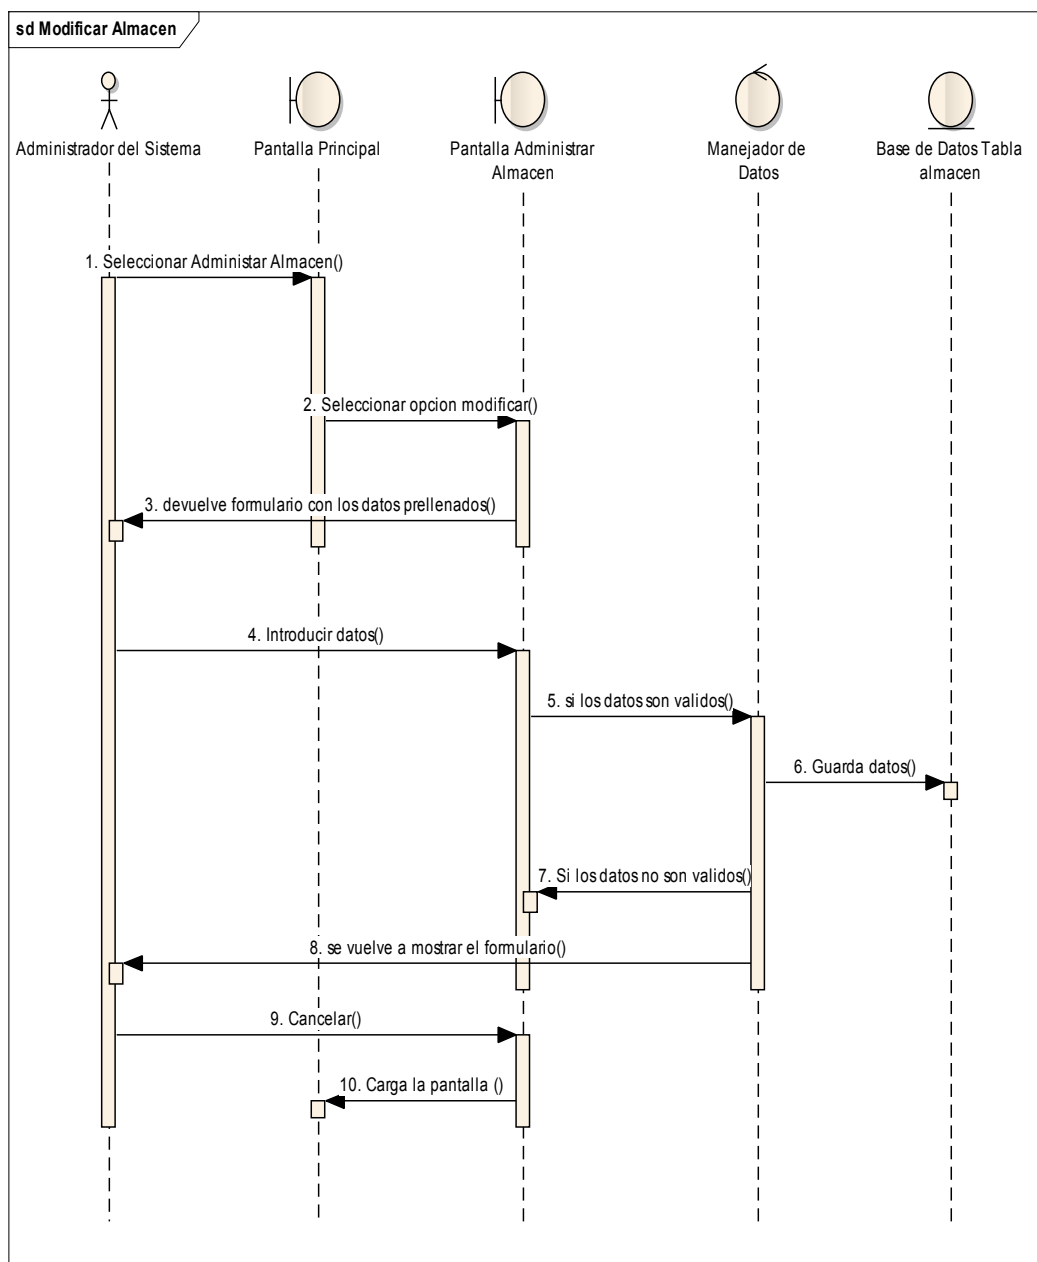 sd Modificar Almacen
Administrador del Sistema
Pantalla Principal
Pantalla Administrar
Almacen
Manejador de
Datos
Base de Datos Tabla
almacen
1. Seleccionar Administar Almacen()
2. Seleccionar opcion modificar()
3. devuelve formulario con los datos prellenados()
4. Introducir datos()
5. si los datos son validos()
6. Guarda datos()
7. Si los datos no son validos()
8. se vuelve a mostrar el formulario()
9. Cancelar()
10. Carga la pantalla ()